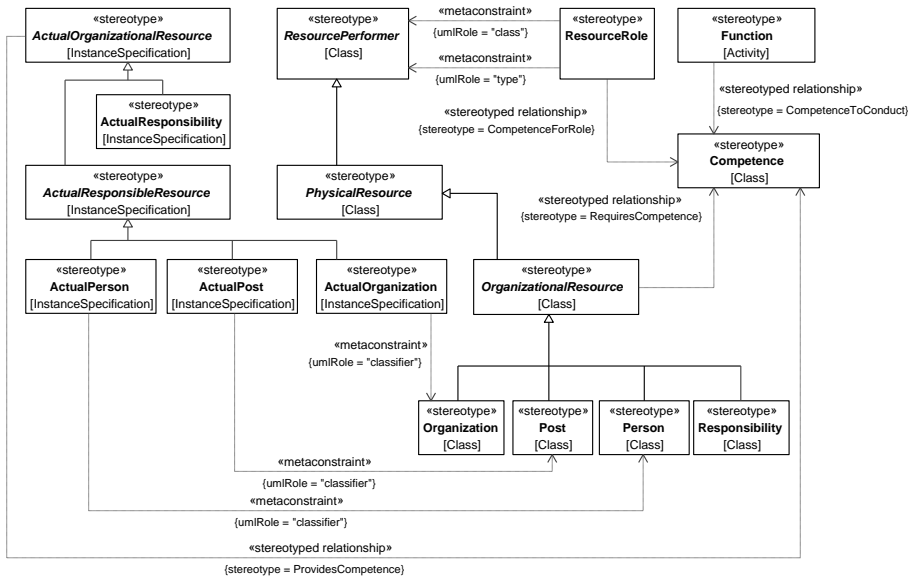 «stereotype»
ActualOrganizationalResource
[InstanceSpecification]
«stereotype»
ResourcePerformer
[Class]
«metaconstraint»
{umlRole = "class"}
«metaconstraint»
{umlRole = "type"}
«stereotype»
ResourceRole
«stereotype»
Function
[Activity]
«stereotyped relationship»
{stereotype = CompetenceToConduct}
«stereotype»
ActualResponsibility
[InstanceSpecification]
«stereotyped relationship»
{stereotype = CompetenceForRole}
«stereotype»
Competence
[Class]
«stereotype»
ActualResponsibleResource
[InstanceSpecification]
«stereotype»
PhysicalResource
[Class]
«stereotyped relationship»
{stereotype = RequiresCompetence}
«stereotype»
ActualPerson
[InstanceSpecification]
«stereotype»
ActualPost
[InstanceSpecification]
«stereotype»
ActualOrganization
[InstanceSpecification]
«stereotype»
OrganizationalResource
[Class]
«metaconstraint»
{umlRole = "classifier"}
«stereotype»
Organization
[Class]
«stereotype»
Post
[Class]
«stereotype»
Person
[Class]
«stereotype»
Responsibility
[Class]
«metaconstraint»
{umlRole = "classifier"}
«metaconstraint»
{umlRole = "classifier"}
«stereotyped relationship»
{stereotype = ProvidesCompetence}